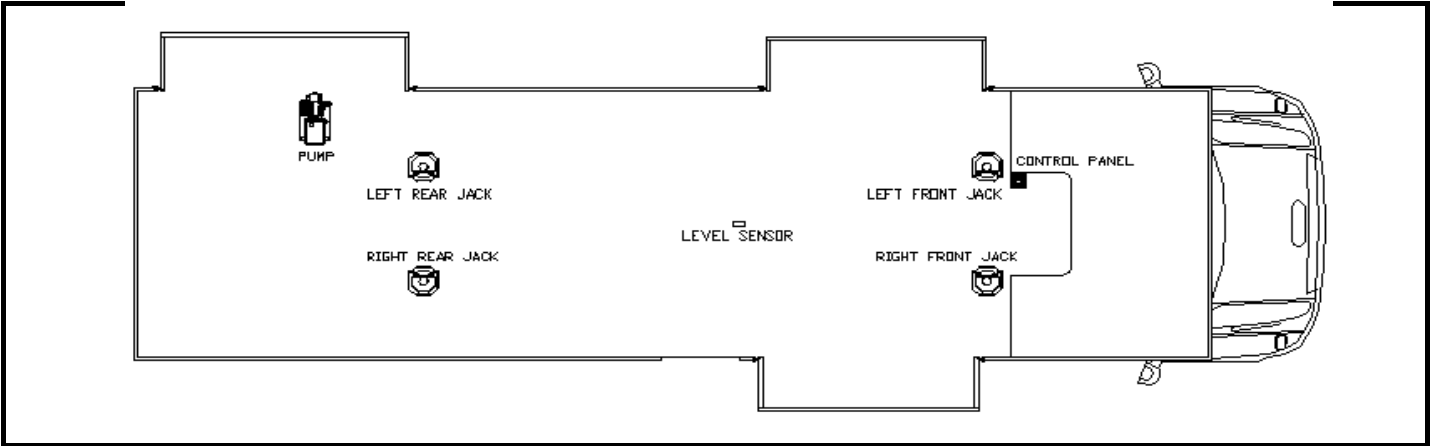 PUMP
CONTROL PANEL
LEFT REAR JACK
LEFT FRONT JACK
LEVEL SENSOR
RIGHT REAR JACK
RIGHT FRONT JACK